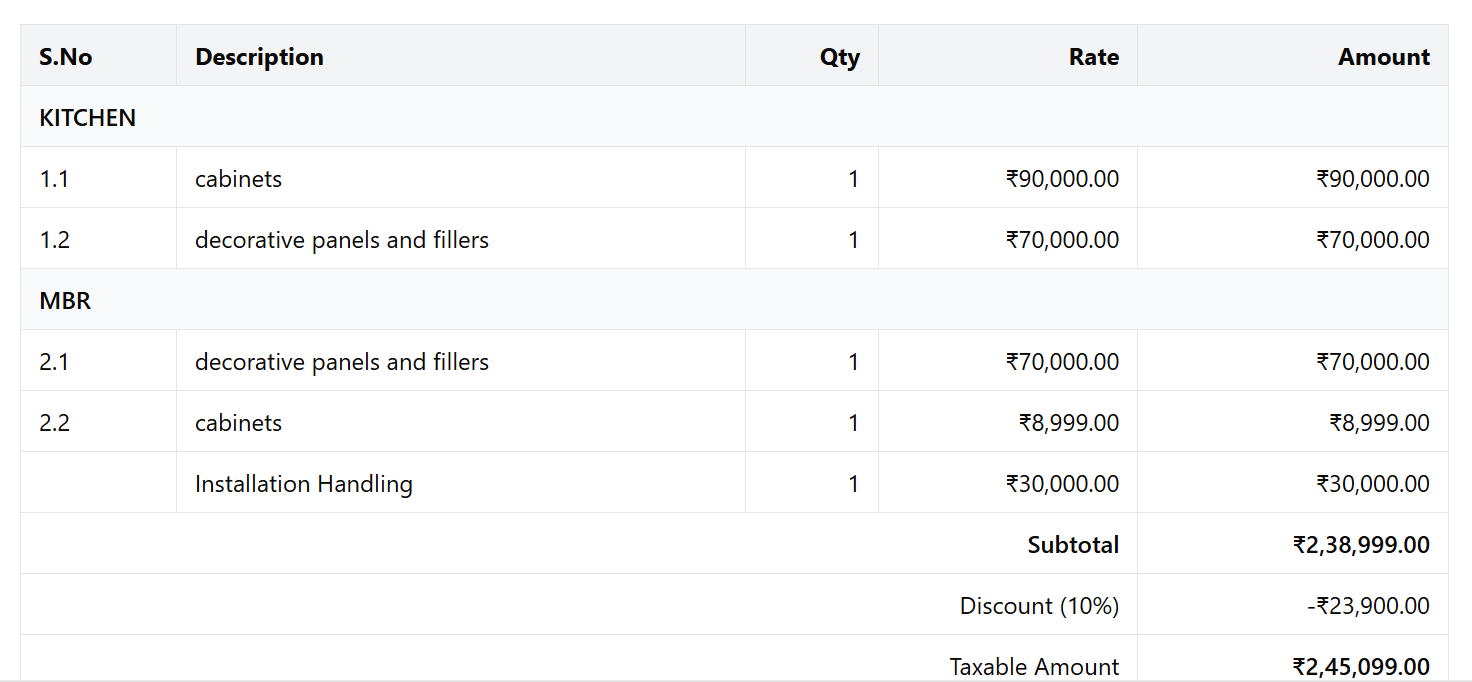 S.No Description Qty Rate Amount
KITCHEN
1.1 cabinets 1 ₹90,000.00 ₹90,000.00
1.2 decorative panels and fillers 1 ₹70,000.00 ₹70,000.00
MBR
2.1 decorative panels and fillers 1 ₹70,000.00 ₹70,000.00
2.2 cabinets 1 ₹8,999.00 ₹8,999.00
Installation Handling 1 ₹30,000.00 ₹30,000.00
Subtotal ₹2,38,999.00
Discount (10%) -₹23,900.00
Taxable Amount ₹2,45,099.00